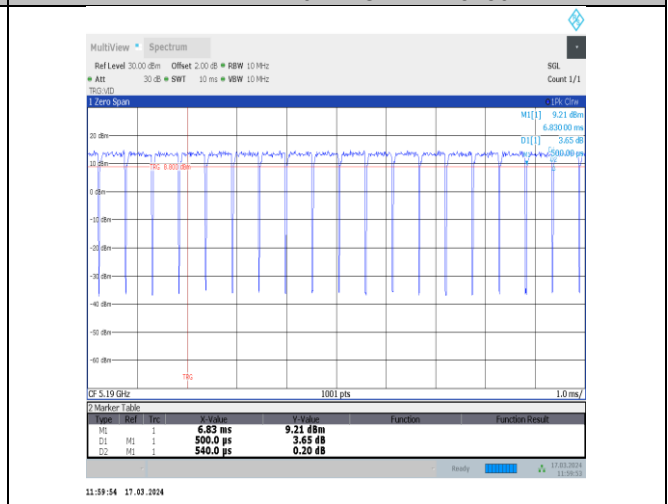 MultiView Spectrum
Ref Level 30.00 dBm Offset 2.00 dB RBW 10 MHz SGL
Att 30 dB SWT 10 ms VBW 10 MHz Count 1/1
TRG:VID
1 Zero Span 1Pk Clrw
M1[1] 9.21 dBm
6.830 00 ms
20 dBm
D1[1] 3.65 dB
500.00 µs
10 dBm
TRG 8.800 dBm
0 dBm
-10 dBm
-20 dBm
-30 dBm
-40 dBm
-50 dBm
-60 dBm
TRG
CF 5.19 GHz 1001 pts 1.0 ms/
2 Marker Table
Type Ref Trc X-Value Y-Value Function Function Result
M1 1 6.83 ms 9.21 dBm
D1 M1 1 500.0 µs 3.65 dB
D2 M1 1 540.0 µs 0.20 dB
Ready 17.03.2024
11:59:53
11:59:54 17.03.2024